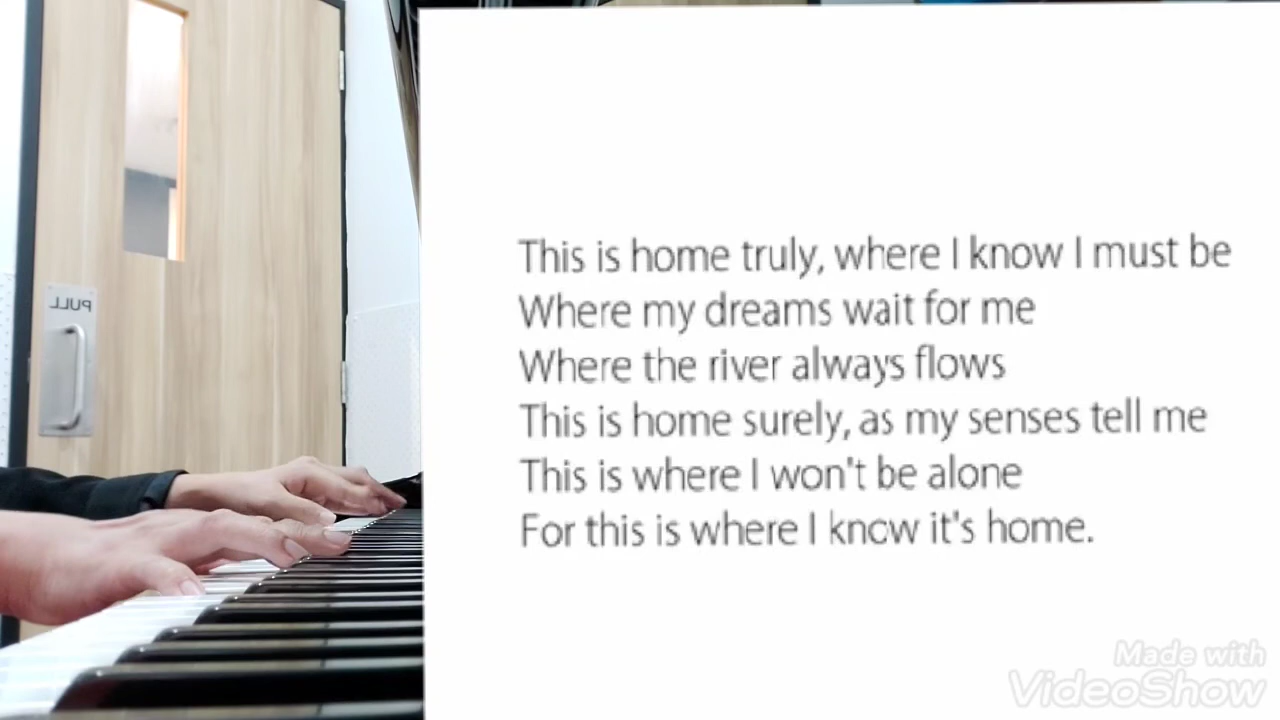 PULL
This is home truly, where I know I must be
Where my dreams wait for me
Where the river always flows
This is home surely, as my senses tell me
This is where I won't be alone
For this is where I know it's home.
Made with
VideoShow